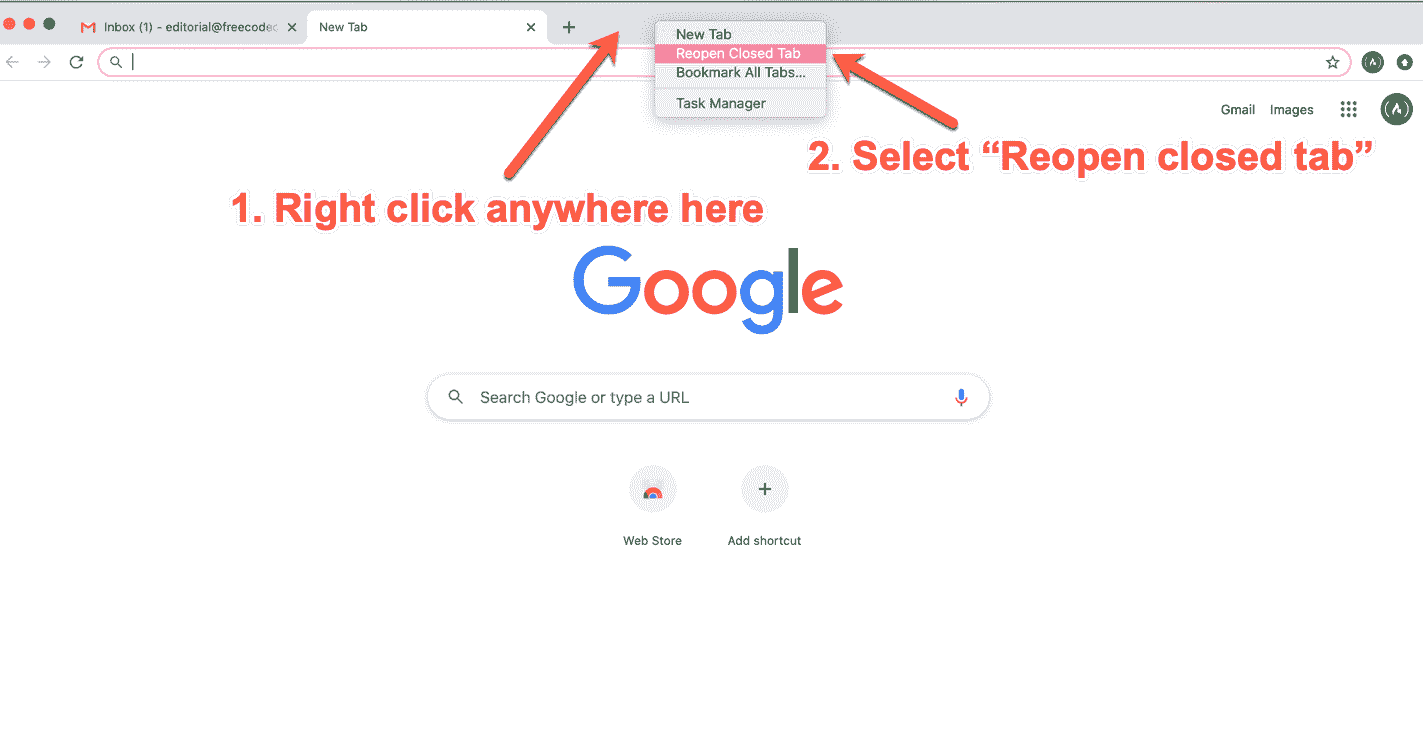 Inbox (1) - editorial@freecodec
New Tab
New Tab
Reopen Closed Tab
Bookmark All Tabs...
Task Manager
Gmail
Images
2. Select “Reopen closed tab”
1. Right click anywhere here
Google
Search Google or type a URL
Web Store
Add shortcut